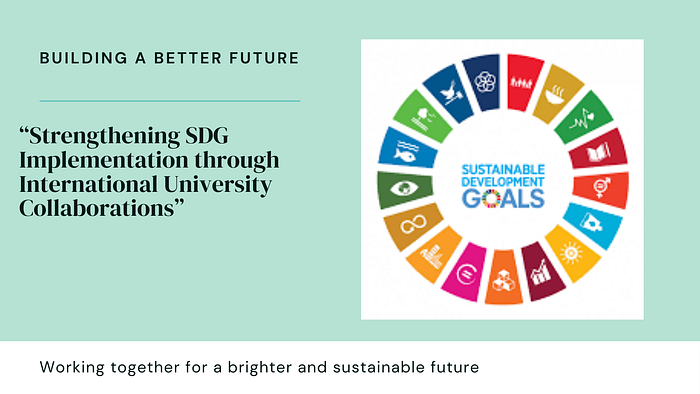 BUILDING A BETTER FUTURE
“Strengthening SDG
Implementation through
International University
Collaborations”
SUSTAINABLE
DEVELOPMENT
GOALS
Working together for a brighter and sustainable future